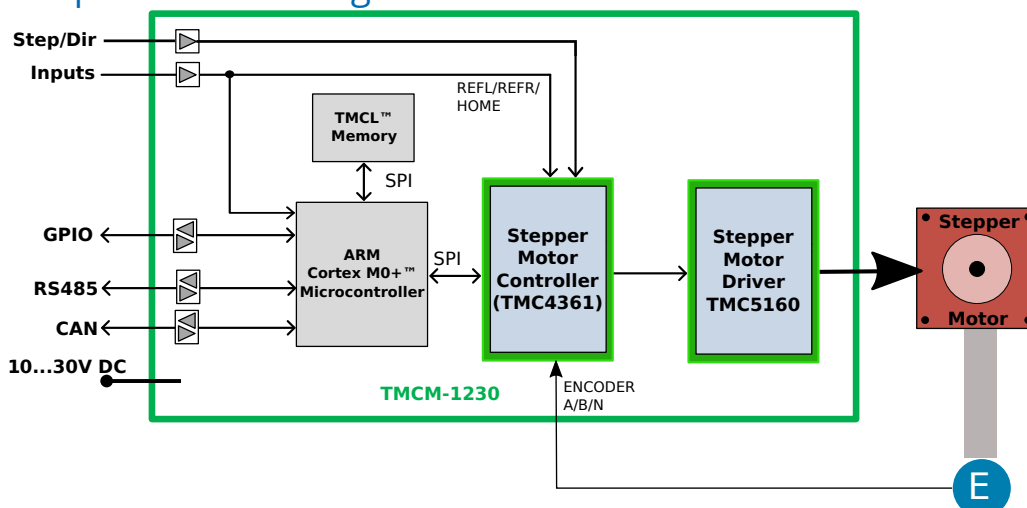 Step/Dir
Inputs
REFL/REFR/
HOME
TMCL™
Memory
SPI
GPIO
RS485
CAN
10...30V DC
ARM
Cortex M0+™
Microcontroller
SPI
Stepper
Motor
Controller
(TMC4361)
Stepper
Motor
Driver
TMC5160
Stepper
Motor
TMCM-1230
ENCODER
A/B/N
E